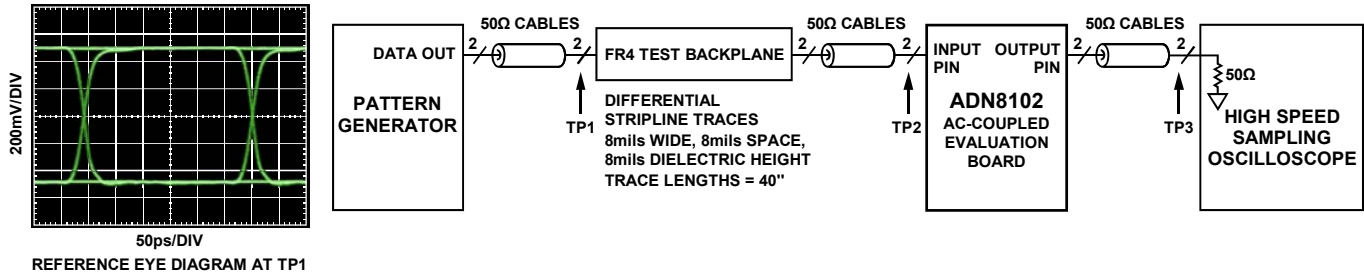 200mV/DIV
50ps/DIV
REFERENCE EYE DIAGRAM AT TP1
DATA OUT
PATTERN
GENERATOR
2
50Ω CABLES
2
TP1
FR4 TEST BACKPLANE
DIFFERENTIAL
STRIPLINE TRACES
8mils WIDE, 8mils SPACE,
8mils DIELECTRIC HEIGHT
TRACE LENGTHS = 40"
2
50Ω CABLES
2
TP2
INPUT PIN
OUTPUT PIN
ADN8102
AC-COUPLED
EVALUATION
BOARD
2
50Ω CABLES
2
TP3
50Ω
HIGH SPEED
SAMPLING
OSCILLOSCOPE